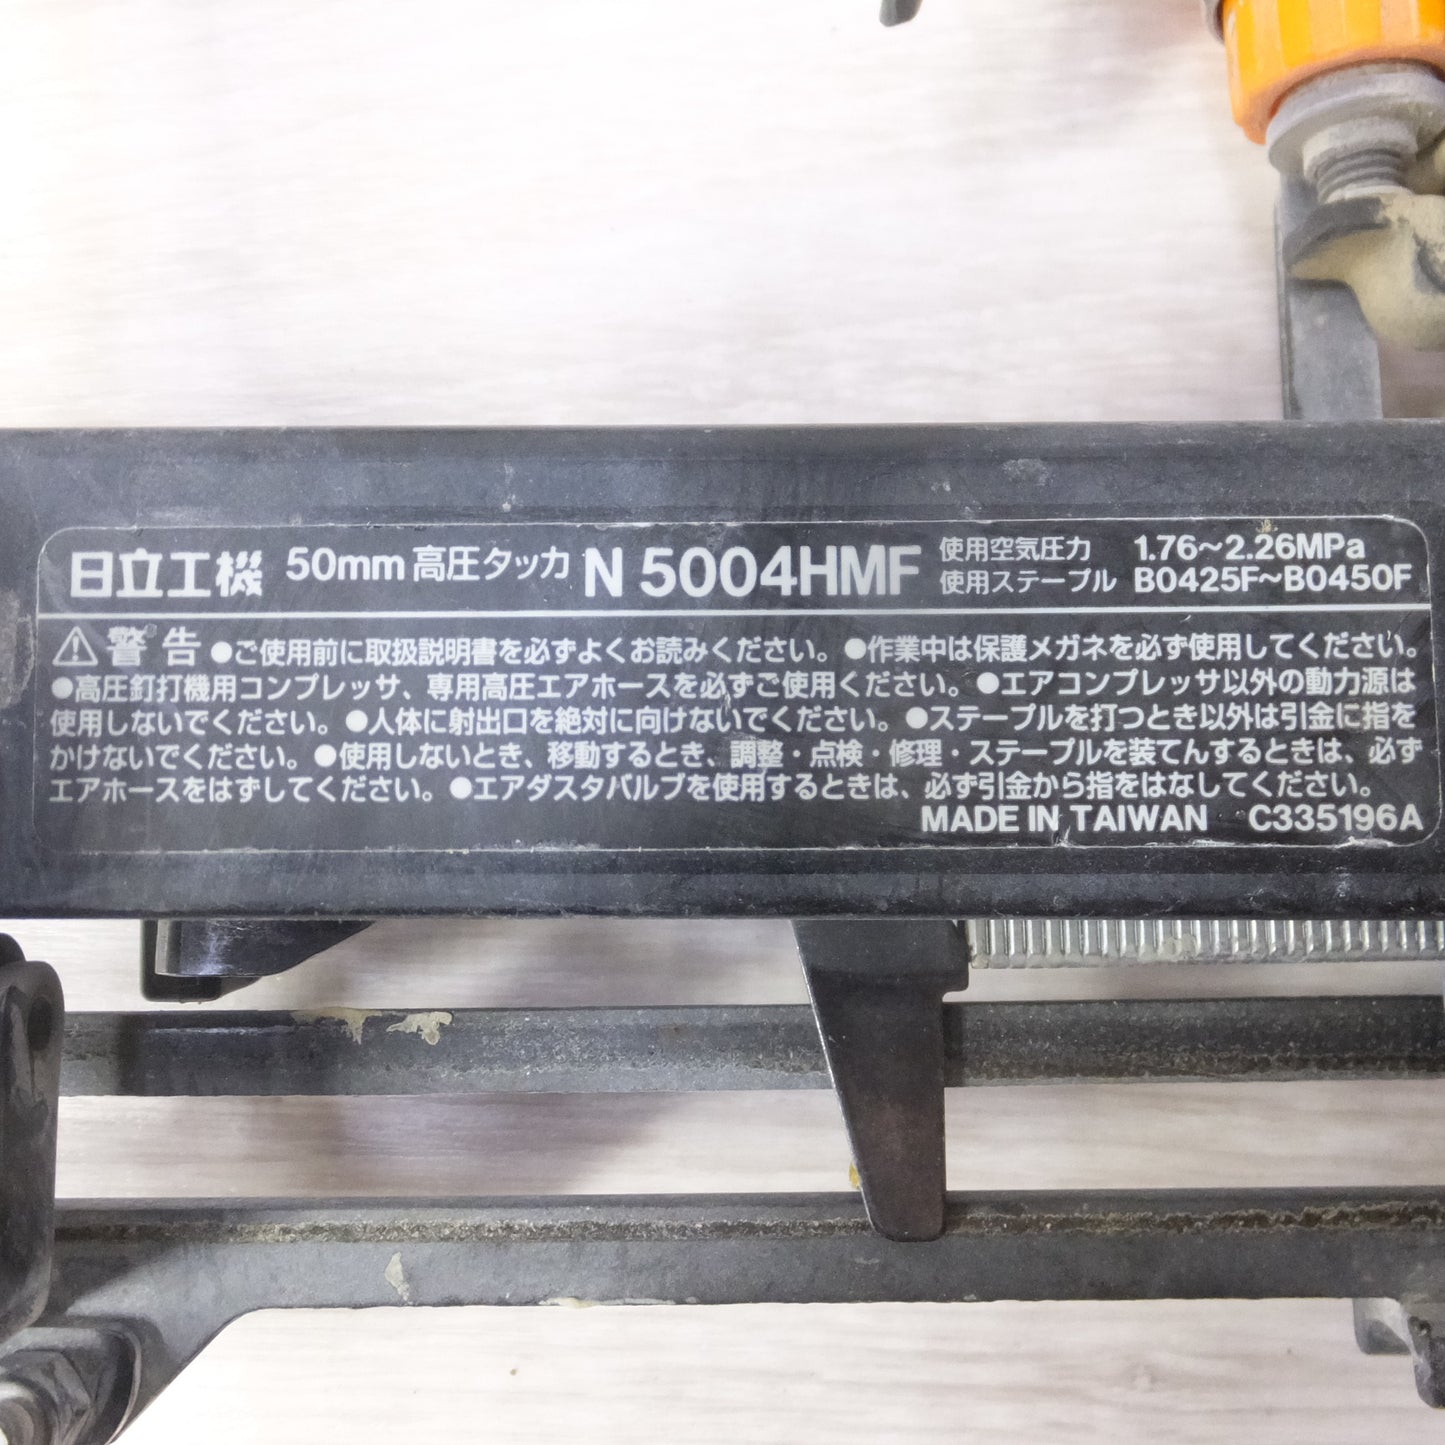 日立工機 50mm 高圧タッカ N 5004HMF 使用空気圧力 1.76～2.26MPa
使用ステープル B0425F～B0450F
⚠警告 ●ご使用前に取扱説明書を必ずよくお読みください。 ●作業中は保護メガネを必ず使用してください。
●高圧釘打機用コンプレッサ、専用高圧エアホースを必ずご使用ください。 ●エアコンプレッサ以外の動力源は
使用しないでください。 ●人体に射出口を絶対に向けないでください。 ●ステープルを打つとき以外は引金に指を
かけないでください。 ●使用しないとき、移動するとき、調整・点検・修理・ステープルを装てんするときは、必ず
エアホースをはずしてください。 ●エアダスタバルブを使用するときは、必ず引金から指をはなしてください。
MADE IN TAIWAN C335196A